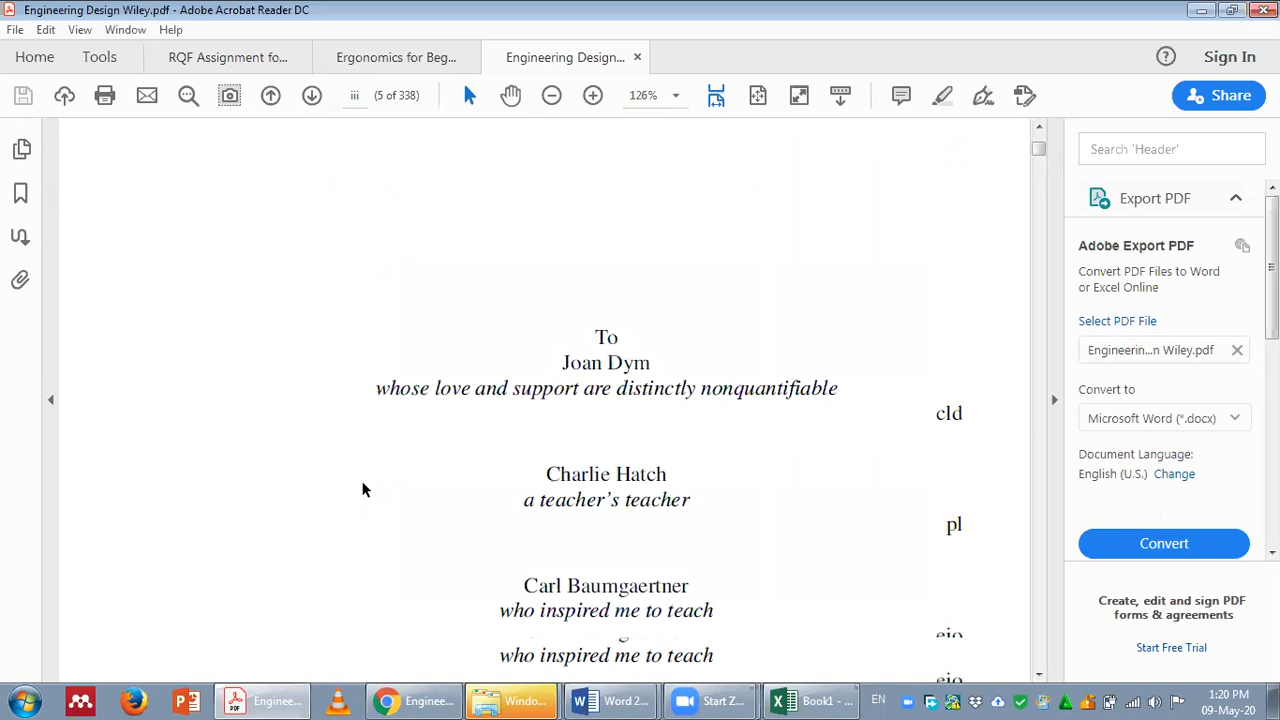 Engineering Design Wiley.pdf - Adobe Acrobat Reader DC
File Edit View Window Help
Home Tools RQF Assignment fo... Ergonomics for Beg... Engineering Design... × Sign In
iii (5 of 338) 126% Share
Search 'Header'
Export PDF
Adobe Export PDF
Convert PDF Files to Word
or Excel Online
Select PDF File
Engineerin...n Wiley.pdf
Convert to
Microsoft Word (*.docx)
Document Language:
English (U.S.) Change
Convert
Create, edit and sign PDF
forms & agreements
Start Free Trial
To
Joan Dym
whose love and support are distinctly nonquantifiable
cld
Charlie Hatch
a teacher's teacher
pl
Carl Baumgaertner
who inspired me to teach
who inspired me to teach
Enginee... Enginee... Windo... Word 2... Start Z... Book1 - ... EN 1:20 PM
09-May-20